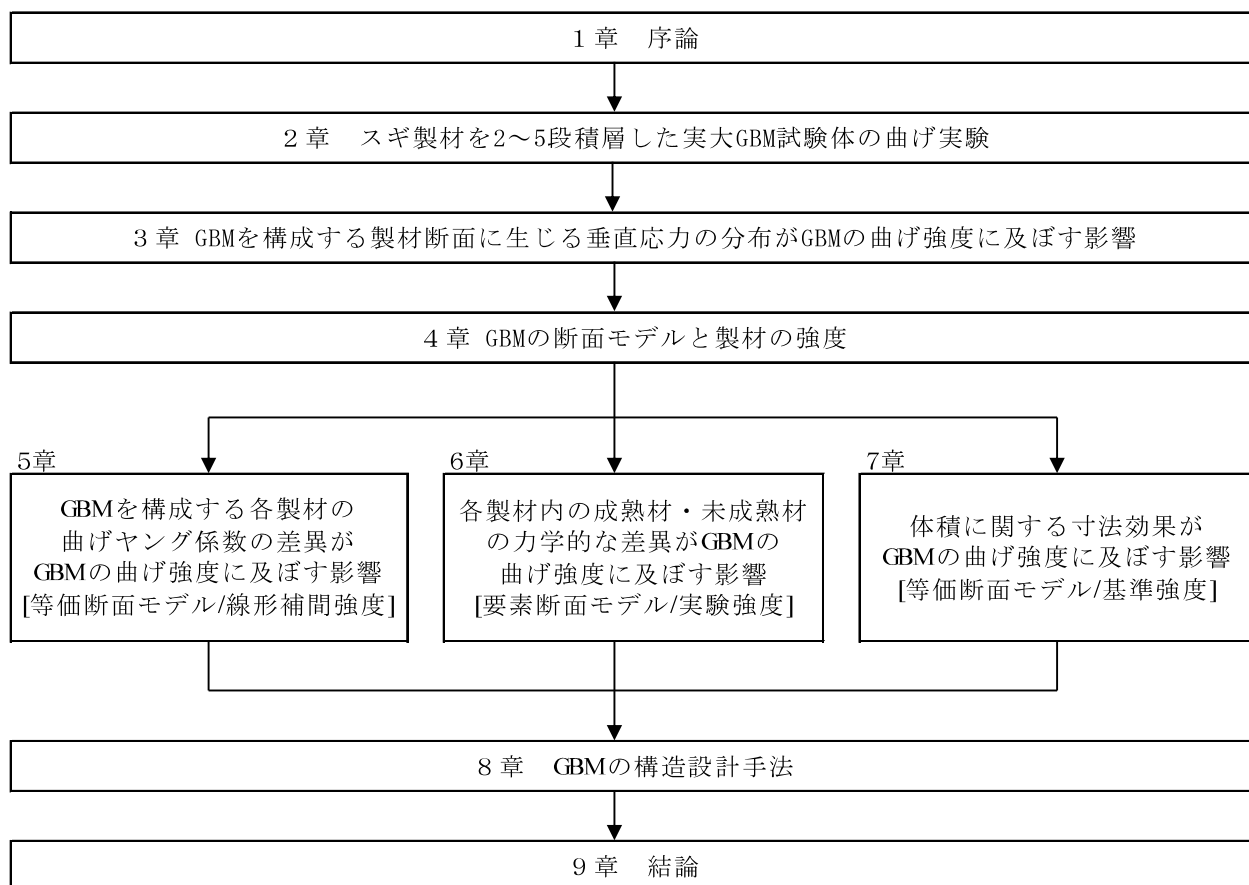 1章 序論
2章 スギ製材を2～5段積層した実大GBM試験体の曲げ実験
3章 GBMを構成する製材断面に生じる垂直応力の分布がGBMの曲げ強度に及ぼす影響
4章 GBMの断面モデルと製材の強度
5章
GBMを構成する各製材の
曲げヤング係数の差異が
GBMの曲げ強度に及ぼす影響
[等価断面モデル/線形補間強度]
6章
各製材内の成熟材・未成熟材
の力学的な差異がGBMの
曲げ強度に及ぼす影響
[要素断面モデル/実験強度]
7章
体積に関する寸法効果が
GBMの曲げ強度に及ぼす影響
[等価断面モデル/基準強度]
8章 GBMの構造設計手法
9章 結論